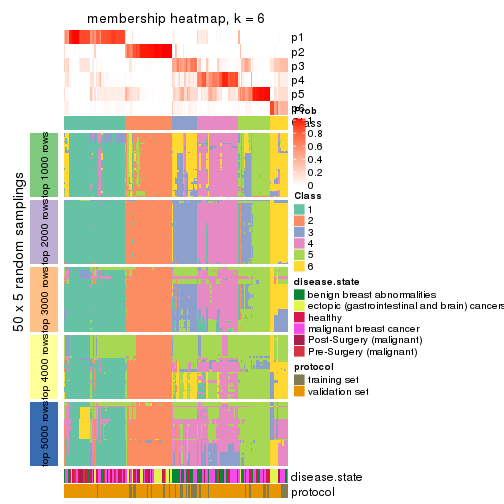 membership heatmap, k = 6
p1
p2
p3
p4
p5
p6
Prob
Class
0.8
0.6
0.4
0.2
0
Class
1
2
3
4
5
6
disease.state
benign breast abnormalities
ectopic (gastrointestinal and brain) cancers
healthy
malignant breast cancer
Post-Surgery (malignant)
Pre-Surgery (malignant)
protocol
training set
validation set
50 x 5 random samplings
top 1000 rows
top 2000 rows
top 3000 rows
top 4000 rows
top 5000 rows
disease.state
protocol